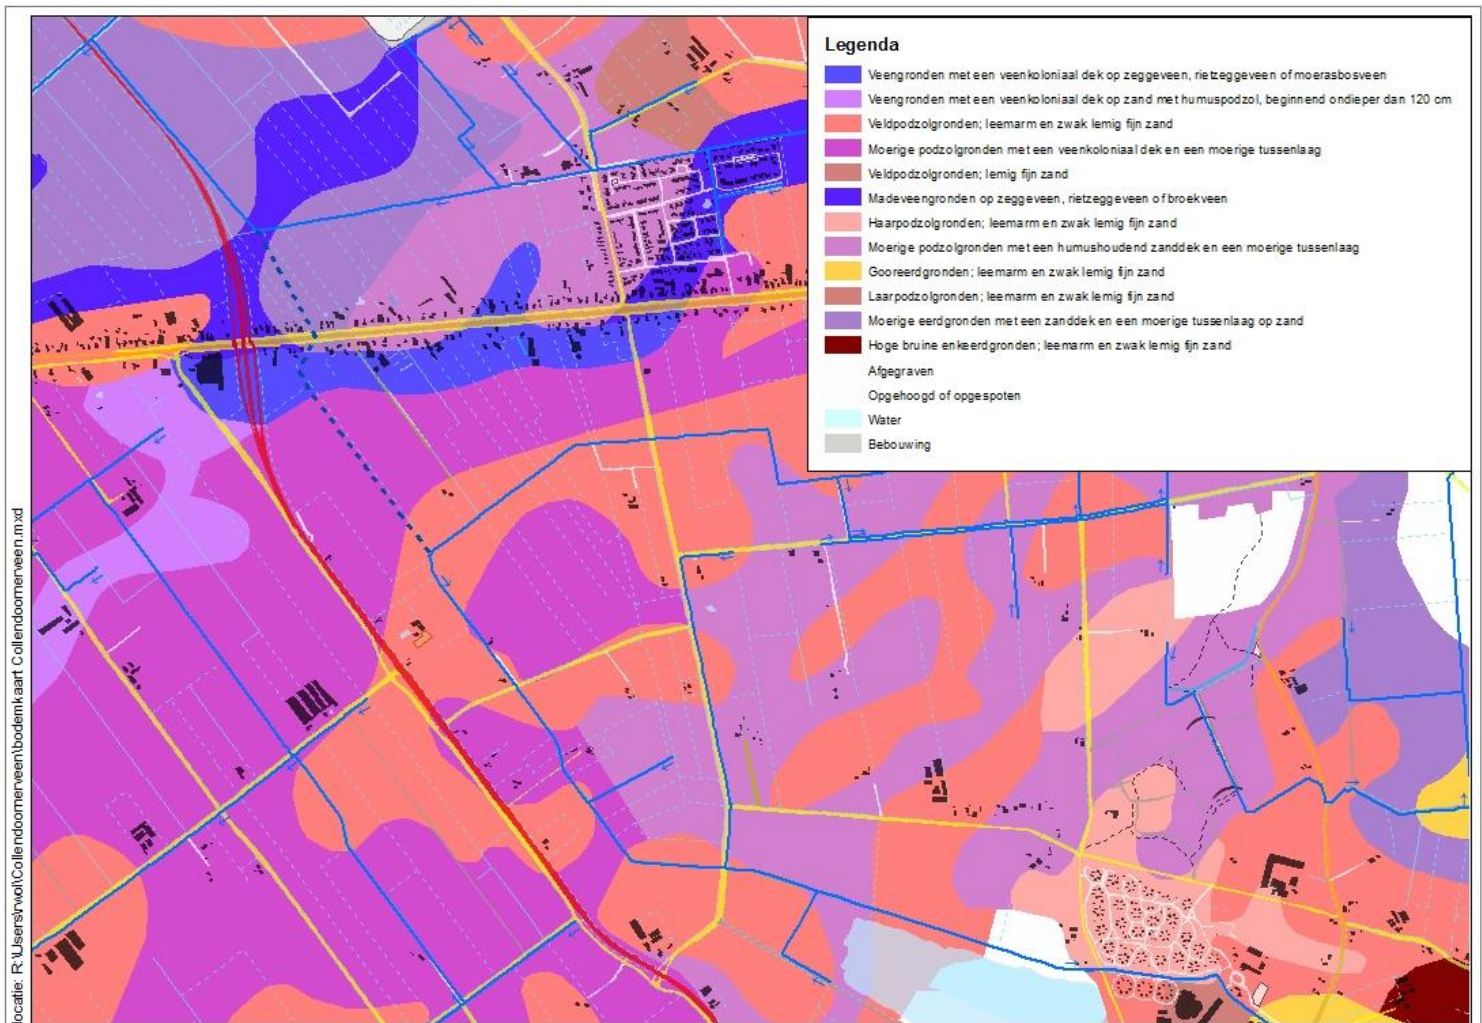 Legenda
Veengronden met een veenkoloniaal dek op zeggeveen, rietzeggeveen of moerasbosveen
Veengronden met een veenkoloniaal dek op zand met humuspodzol, beginnend ondieper dan 120 cm
Veldpodzolgronden; leemarm en zwak lemig fijn zand
Moerige podzolgronden met een veenkoloniaal dek en een moerige tussenlaag
Veldpodzolgronden; lemig fijn zand
Madeveengronden op zeggeveen, rietzeggeveen of broekveen
Haarpodzolgronden; leemarm en zwak lemig fijn zand
Moerige podzolgronden met een humushoudend zanddek en een moerige tussenlaag
Gooreerdgronden; leemarm en zwak lemig fijn zand
Laarpodzolgronden; leemarm en zwak lemig fijn zand
Moerige eerdgronden met een zanddek en een moerige tussenlaag op zand
Hoge bruine enkeerdgronden; leemarm en zwak lemig fijn zand
Afgegraven
Opgehoogd of opgespoten
Water
Bebouwing
locatie: R:\Users\rvol\Collendoornerveen\bodemkaart Collendoornerveen.mxd